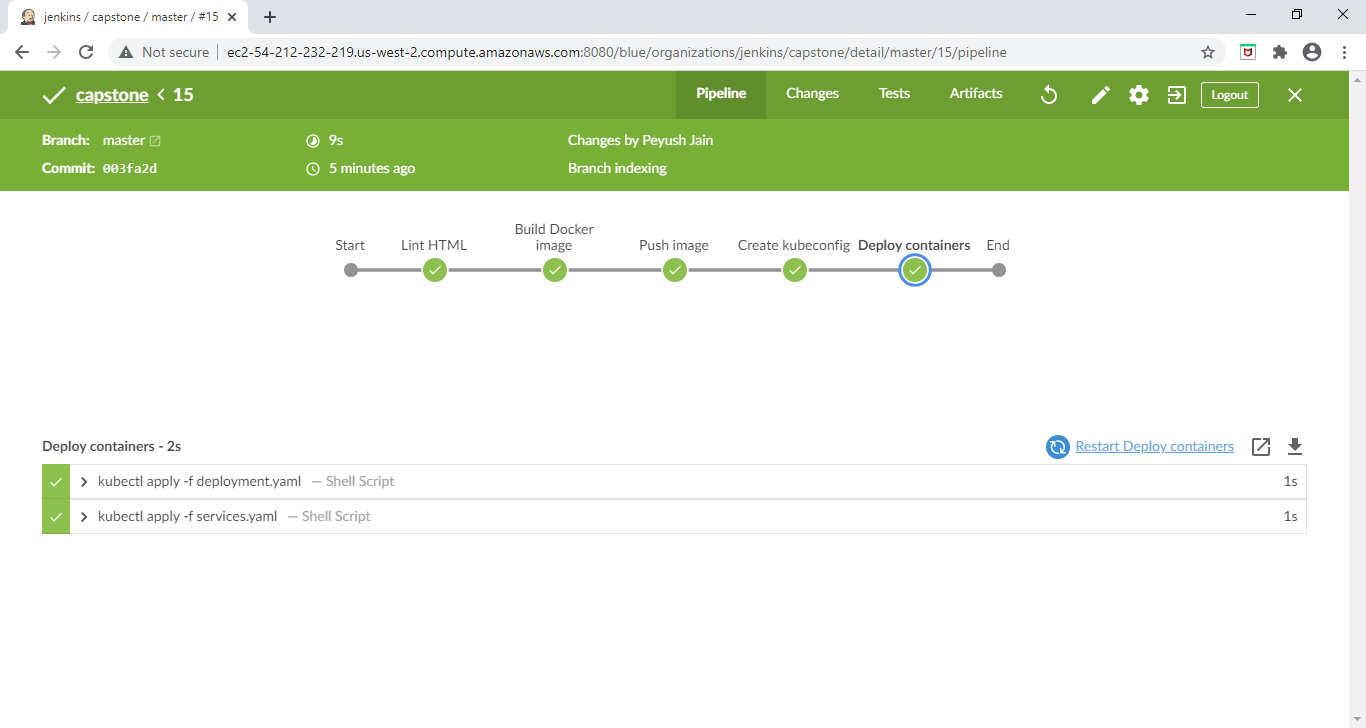 jenkins / capstone / master / #15
Not secure
ec2-54-212-232-219.us-west-2.compute.amazonaws.com:8080/blue/organizations/jenkins/capstone/detail/master/15/pipeline
capstone < 15
Pipeline Changes Tests Artifacts Logout
Branch: master 9s Changes by Peyush Jain
Commit: 003fa2d 5 minutes ago Branch indexing
Start Lint HTML Build Docker image Push image Create kubeconfig Deploy containers End
Deploy containers - 2s Restart Deploy containers
kubectl apply -f deployment.yaml — Shell Script 1s
kubectl apply -f services.yaml — Shell Script 1s